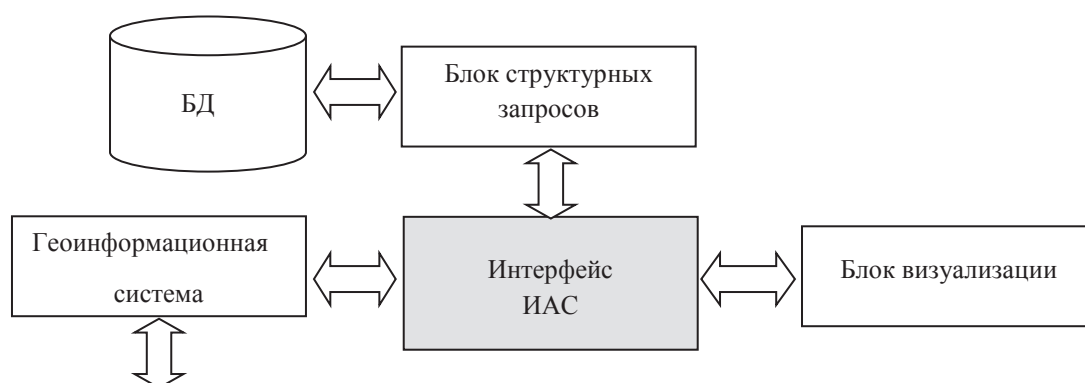 БД
Блок структурных
запросов
Геоинформационная
система
Интерфейс
ИАС
Блок визуализации